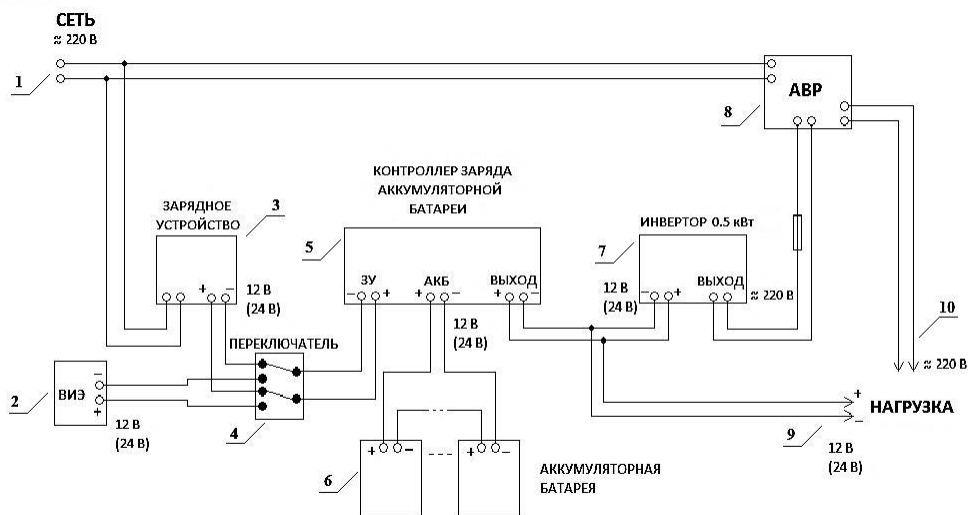 СЕТЬ
≈ 220 В
1
АВР
8
КОНТРОЛЛЕР ЗАРЯДА
АККУМУЛЯТОРНОЙ
БАТАРЕИ
ЗАРЯДНОЕ
УСТРОЙСТВО
3
5
ИНВЕРТОР 0.5 кВт
7
+ –
12 В
(24 В)
ЗУ
– +
АКБ
+ –
ВЫХОД
+ –
12 В
(24 В)
12 В
(24 В)
– +
ВЫХОД
≈ 220 В
10
≈ 220 В
ПЕРЕКЛЮЧАТЕЛЬ
4
2
ВИЭ
–
+
12 В
(24 В)
+
–
НАГРУЗКА
9
12 В
(24 В)
6
+ –
+ –
АККУМУЛЯТОРНАЯ
БАТАРЕЯ